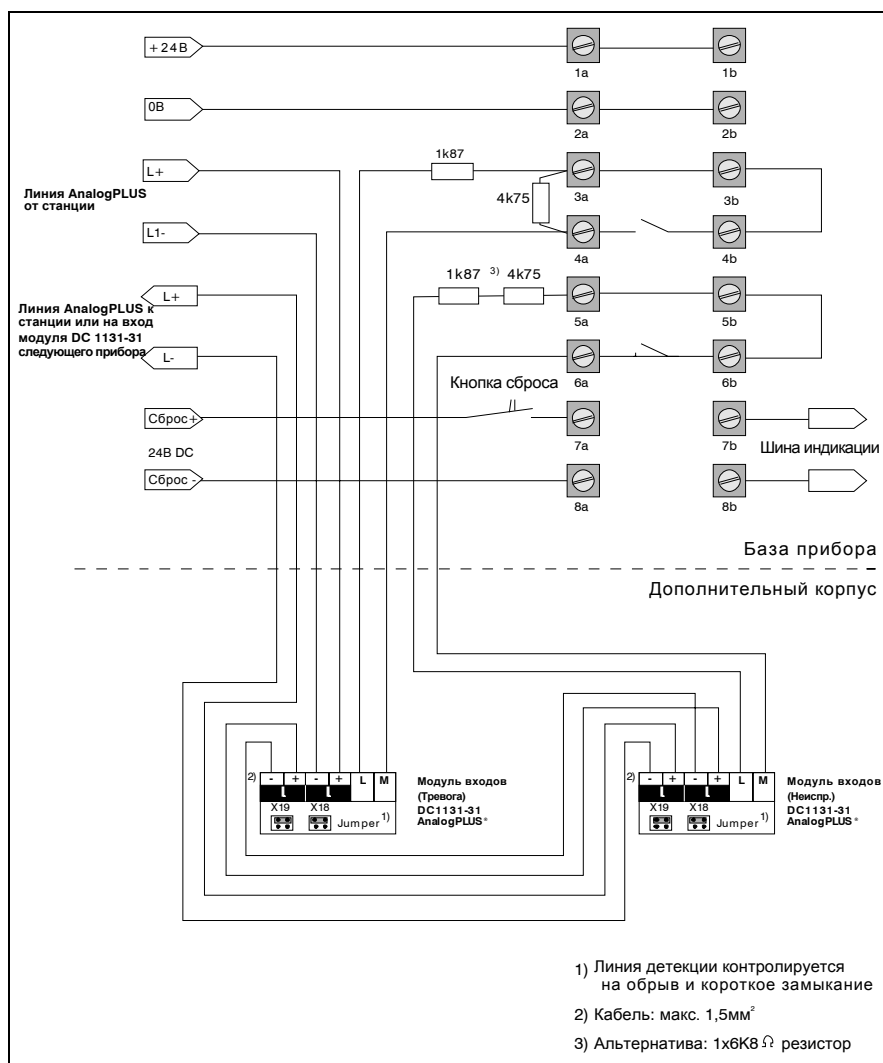 +24В
1a
1b
0В
2a
2b
1k87
L+
3a
3b
4k75
Линия AnalogPLUS
от станции
L1-
4a
4b
1k87 3) 4k75
L+
Линия AnalogPLUS к
станции или на вход
модуля DC 1131-31
следующего прибора
5a
5b
L-
6a
6b
Кнопка сброса
Сброс+
7a
7b
Шина индикации
24В DC
Сброс -
8a
8b
База прибора
Дополнительный корпус
2) - + - + L M
X19 X18
Jumper 1)
Модуль входов
(Тревога)
DC1131-31
AnalogPLUS®
2) - + - + L M
X19 X18
Jumper 1)
Модуль входов
(Неиспр.)
DC1131-31
AnalogPLUS®
1) Линия детекции контролируется
на обрыв и короткое замыкание
2) Кабель: макс. 1,5мм²
3) Альтернатива: 1x6K8 Ω резистор